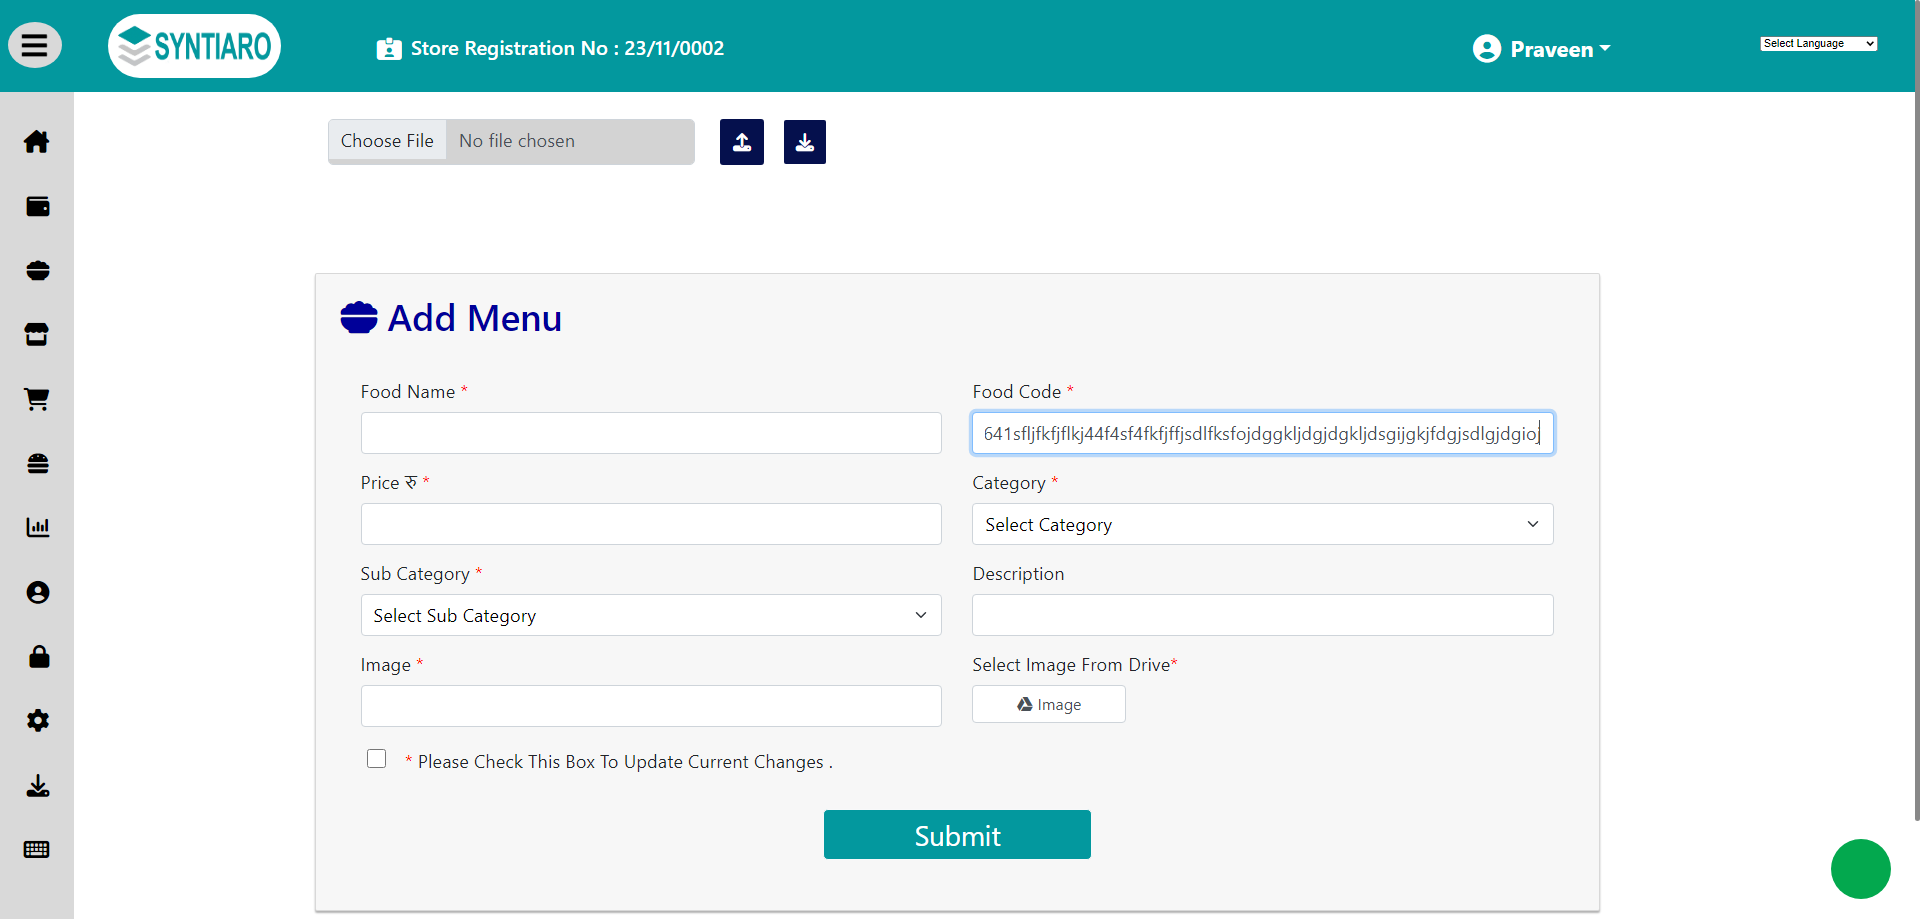 SYNTIARO
Store Registration No : 23/11/0002
Praveen
Select Language
Choose File No file chosen
Add Menu
Food Name *
Food Code *
641sfljfkfjflkj44f4sf4fkfjffjsdlfksfojdggkljdgjdgkljdsgijgkjfdgjsdlgjdgioj
Price रु *
Category *
Select Category
Sub Category *
Select Sub Category
Description
Image *
Select Image From Drive*
Image
* Please Check This Box To Update Current Changes .
Submit